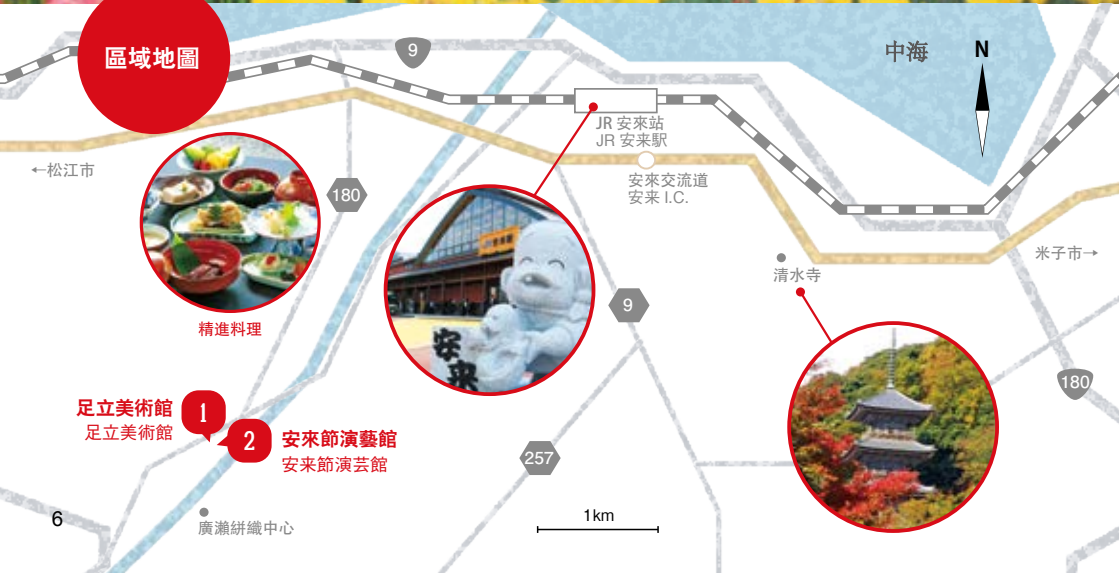 區域地圖
9
中海
N
JR 安來站
JR 安来駅
←松江市
安來交流道
安来 I.C.
180
米子市→
清水寺
9
精進料理
安来
180
足立美術館
足立美術館
1
2
安來節演藝館
安来節演芸館
257
6
1km
廣瀨絣織中心